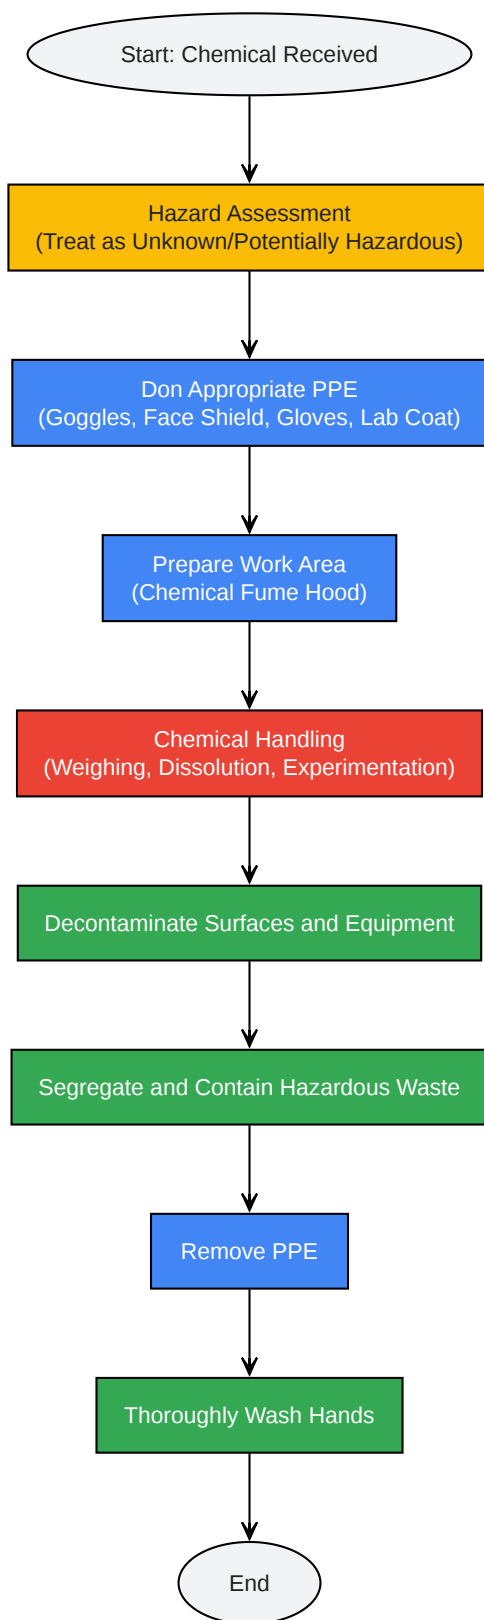 Start: Chemical Received
Hazard Assessment
(Treat as Unknown/Potentially Hazardous)
Don Appropriate PPE
(Goggles, Face Shield, Gloves, Lab Coat)
Prepare Work Area
(Chemical Fume Hood)
Chemical Handling
(Weighing, Dissolution, Experimentation)
Decontaminate Surfaces and Equipment
Segregate and Contain Hazardous Waste
Remove PPE
Thoroughly Wash Hands
End